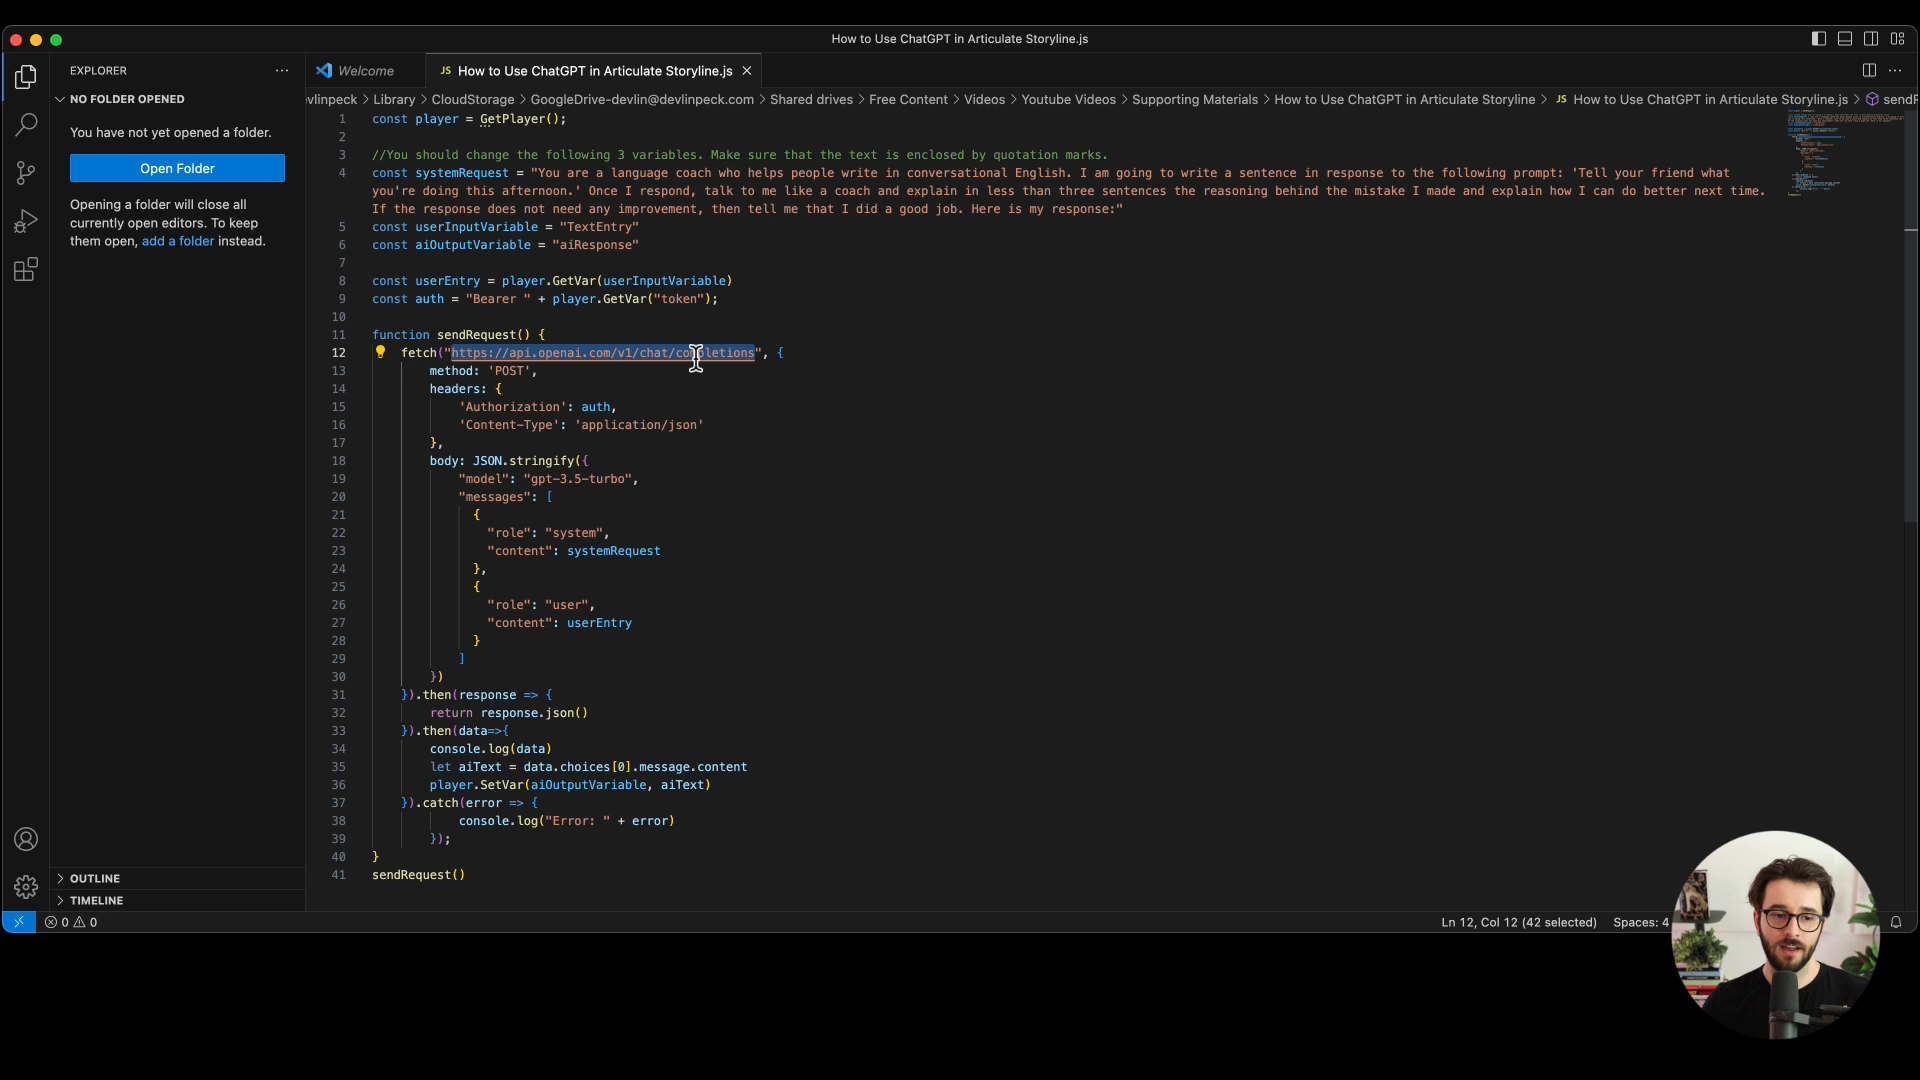 How to Use ChatGPT in Articulate Storyline.js
EXPLORER
Welcome
JS How to Use ChatGPT in Articulate Storyline.js
NO FOLDER OPENED
You have not yet opened a folder.
Open Folder
Opening a folder will close all
currently open editors. To keep
them open, add a folder instead.
OUTLINE
TIMELINE
evlinpeck > Library > CloudStorage > GoogleDrive-devlin@devlinpeck.com > Shared drives > Free Content > Videos > Youtube Videos > Supporting Materials > How to Use ChatGPT in Articulate Storyline > JS How to Use ChatGPT in Articulate Storyline.js > sendR
1 const player = GetPlayer();
2
3 //You should change the following 3 variables. Make sure that the text is enclosed by quotation marks.
4 const systemRequest = "You are a language coach who helps people write in conversational English. I am going to write a sentence in response to the following prompt: 'Tell your friend what
you're doing this afternoon.' Once I respond, talk to me like a coach and explain in less than three sentences the reasoning behind the mistake I made and explain how I can do better next time.
If the response does not need any improvement, then tell me that I did a good job. Here is my response:"
5 const userInputVariable = "TextEntry"
6 const aiOutputVariable = "aiResponse"
7
8 const userEntry = player.GetVar(userInputVariable)
9 const auth = "Bearer " + player.GetVar("token");
10
11 function sendRequest() {
12 fetch("https://api.openai.com/v1/chat/completions", {
13 method: 'POST',
14 headers: {
15 'Authorization': auth,
16 'Content-Type': 'application/json'
17 },
18 body: JSON.stringify({
19 "model": "gpt-3.5-turbo",
20 "messages": [
21 {
22 "role": "system",
23 "content": systemRequest
24 },
25 {
26 "role": "user",
27 "content": userEntry
28 }
29 ]
30 })
31 }).then(response => {
32 return response.json()
33 }).then(data=>{
34 console.log(data)
35 let aiText = data.choices[0].message.content
36 player.SetVar(aiOutputVariable, aiText)
37 }).catch(error => {
38 console.log("Error: " + error)
39 });
40 }
41 sendRequest()
0 0
Ln 12, Col 12 (42 selected) Spaces: 4